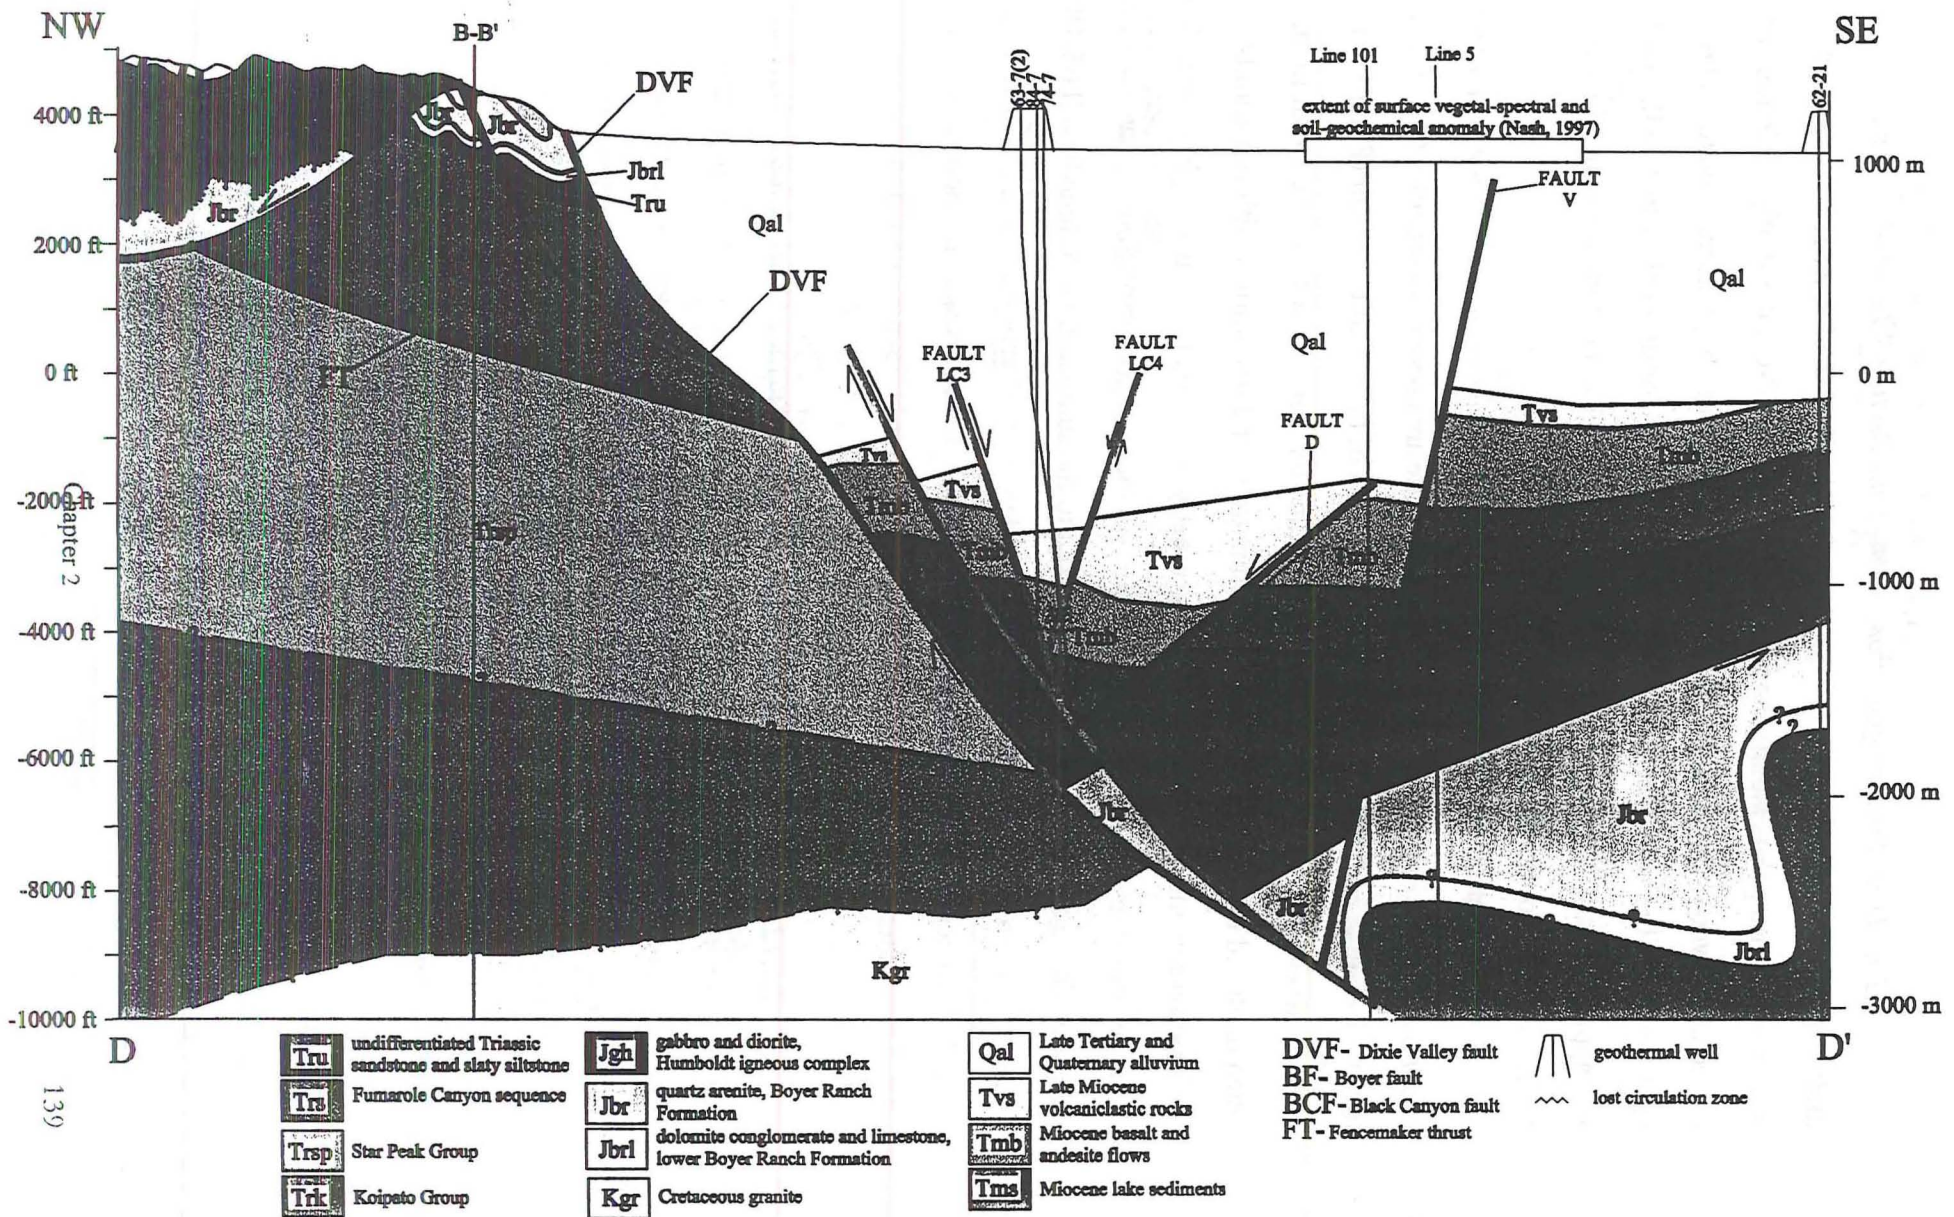 NW
SE
B-B'
DVF
63-7(2)
84-7
74-7
Line 101
Line 5
62-21
extent of surface vegetal-spectral and
soil-geochemical anomaly (Nash, 1997)
4000 ft
1000 m
Jbr
Jbr
Jbrl
Tru
Jbr
FAULT
V
2000 ft
Qal
Qal
DVF
Qal
FAULT
LC3
FAULT
LC4
0 ft
0 m
FT
FAULT
D
Tvs
Tvs
Tvs
Tvs
Tmb
Tmb
Tmb
Tmb
Tmb
-2000 ft
Trsp
-1000 m
Chapter 2
-4000 ft
?
?
-6000 ft
-2000 m
Jbr
Jbr
Jbr
-8000 ft
?
?
?
Jbrl
Kgr
-10000 ft
-3000 m
D
D'
139
Tru
undifferentiated Triassic
sandstone and slaty siltstone
Trs
Fumarole Canyon sequence
Trsp
Star Peak Group
Trk
Koipato Group
Jgh
gabbro and diorite,
Humboldt igneous complex
Jbr
quartz arenite, Boyer Ranch
Formation
Jbrl
dolomite conglomerate and limestone,
lower Boyer Ranch Formation
Kgr
Cretaceous granite
Qal
Late Tertiary and
Quaternary alluvium
Tvs
Late Miocene
volcaniclastic rocks
Tmb
Miocene basalt and
andesite flows
Tms
Miocene lake sediments
DVF- Dixie Valley fault
BF- Boyer fault
BCF- Black Canyon fault
FT- Fencemaker thrust
geothermal well
lost circulation zone